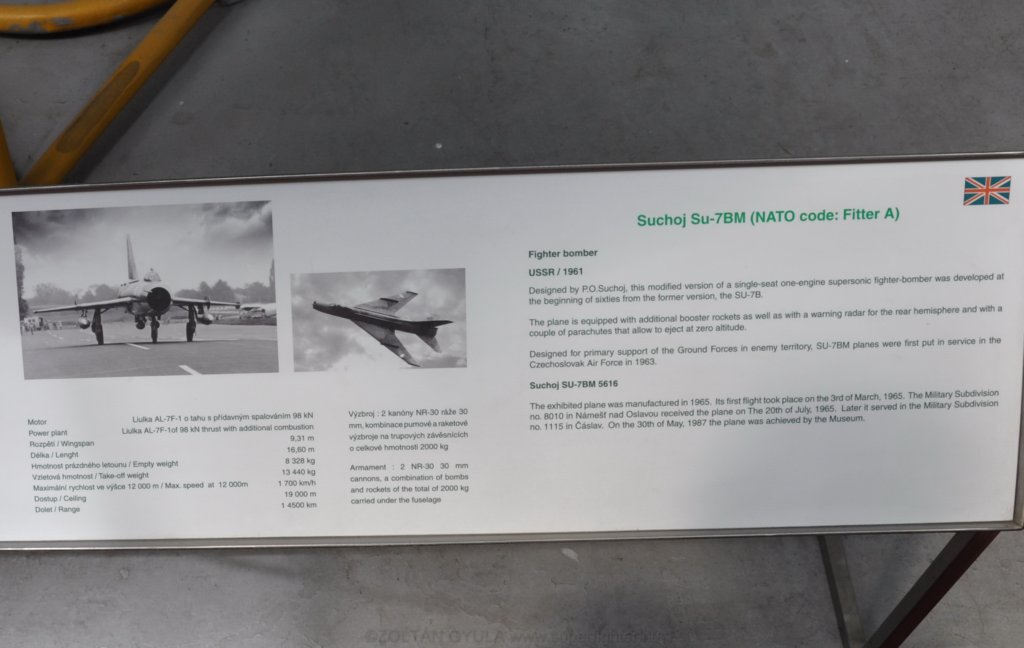 Suchoj Su-7BM (NATO code: Fitter A)
Fighter bomber
USSR / 1961
Designed by P.O.Suchoj, this modified version of a single-seat one-engine supersonic fighter-bomber was developed at
the beginning of sixties from the former version, the SU-7B.
The plane is equipped with additional booster rockets as well as with a warning radar for the rear hemisphere and with a
couple of parachutes that allow to eject at zero altitude.
Designed for primary support of the Ground Forces in enemy territory, SU-7BM planes were first put in service in the
Czechoslovak Air Force in 1963.
Suchoj SU-7BM 5616
The exhibited plane was manufactured in 1965. Its first flight took place on the 3rd of March, 1965. The Military Subdivision
no. 8010 in Náměšť nad Oslavou received the plane on The 20th of July, 1965. Later it served in the Military Subdivision
no. 1115 in Čáslav. On the 30th of May, 1987 the plane was achieved by the Museum.
Motor Liulka AL-7F-1 o tahu s přídavným spalováním 98 kN
Power plant Liulka AL-7F-1of 98 kN thrust with additional combustion
Rozpětí / Wingspan 9,31 m
Délka / Lenght 16,60 m
Hmotnost prázdného letounu / Empty weight 8 328 kg
Vzletová hmotnost / Take-off weight 13 440 kg
Maximální rychlost ve výšce 12 000 m / Max. speed at 12 000m 1 700 km/h
Dostup / Ceiling 19 000 m
Dolet / Range 1 4500 km
Výzbroj : 2 kanóny NR-30 ráže 30
mm, kombinace pumové a raketové
výzbroje na trupových závěsnících
o celkové hmotnosti 2000 kg
Armament : 2 NR-30 30 mm
cannons, a combination of bombs
and rockets of the total of 2000 kg
carried under the fuselage
©ZOLTÁN GYULA